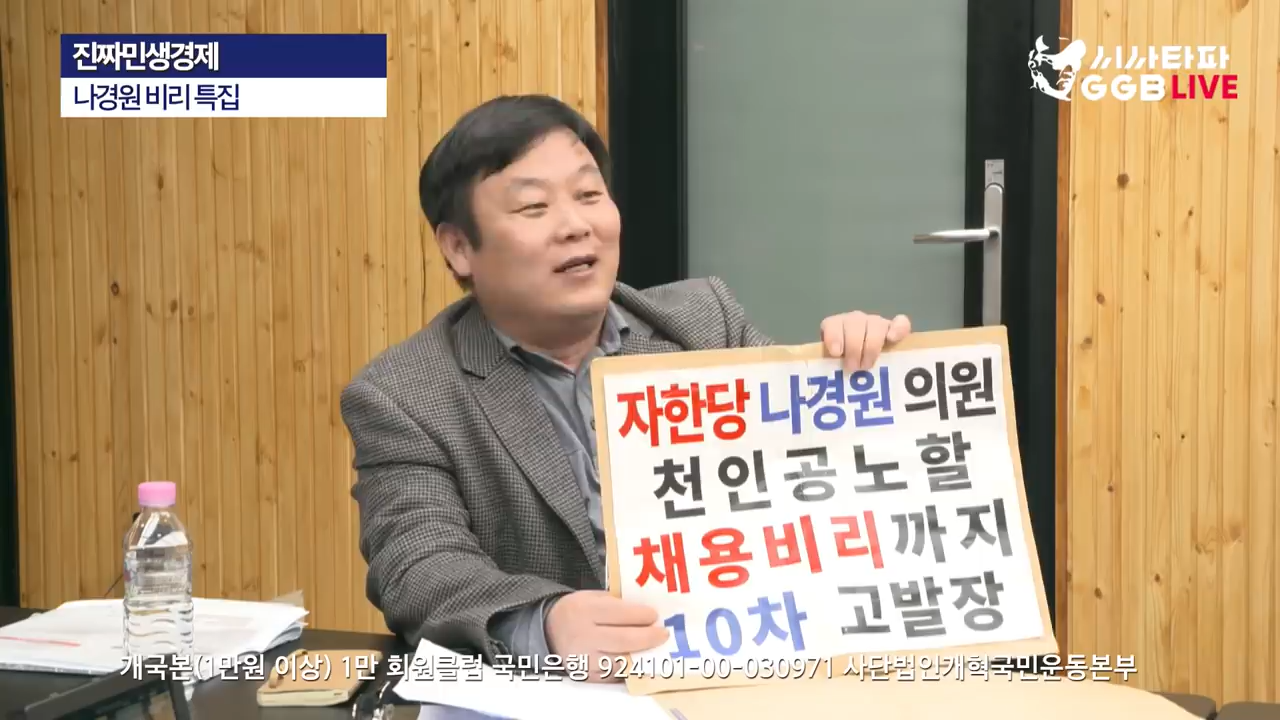 진짜민생경제
나경원 비리 특집
씨싸타파
GGB LIVE
자한당 나경원 의원
천인공노할
채용비리까지
10차 고발장
개국본(1만원 이상) 1만 회원클럽 국민은행 924101-00-030971 사단법인개혁국민운동본부